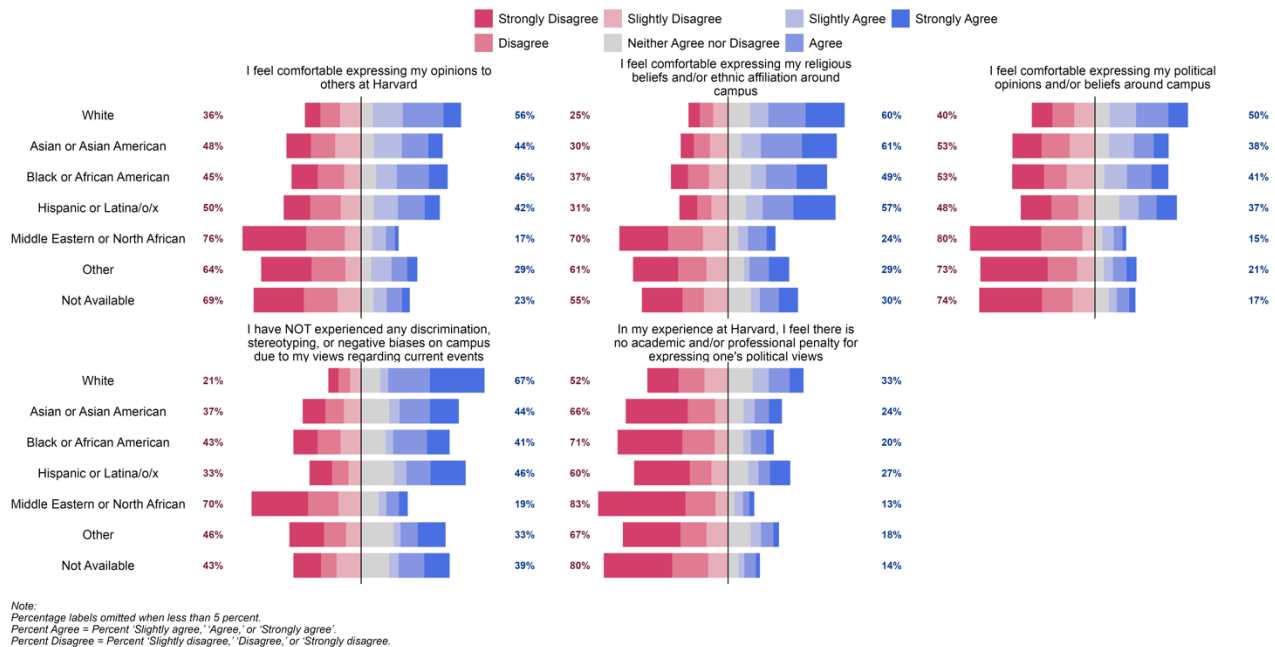 Strongly Disagree Slightly Disagree Slightly Agree Strongly Agree
Disagree Neither Agree nor Disagree Agree
I feel comfortable expressing my opinions to
others at Harvard
I feel comfortable expressing my religious
beliefs and/or ethnic affiliation around
campus
I feel comfortable expressing my political
opinions and/or beliefs around campus
White 36% 56% 25% 60% 40% 50%
Asian or Asian American 48% 44% 30% 61% 53% 38%
Black or African American 45% 46% 37% 49% 53% 41%
Hispanic or Latina/o/x 50% 42% 31% 57% 48% 37%
Middle Eastern or North African 76% 17% 70% 24% 80% 15%
Other 64% 29% 61% 29% 73% 21%
Not Available 69% 23% 55% 30% 74% 17%
I have NOT experienced any discrimination,
stereotyping, or negative biases on campus
due to my views regarding current events
In my experience at Harvard, I feel there is
no academic and/or professional penalty for
expressing one's political views
White 21% 67% 52% 33%
Asian or Asian American 37% 44% 66% 24%
Black or African American 43% 41% 71% 20%
Hispanic or Latina/o/x 33% 46% 60% 27%
Middle Eastern or North African 70% 19% 83% 13%
Other 46% 33% 67% 18%
Not Available 43% 39% 80% 14%
Note:
Percentage labels omitted when less than 5 percent.
Percent Agree = Percent 'Slightly agree,' 'Agree,' or 'Strongly agree'.
Percent Disagree = Percent 'Slightly disagree,' 'Disagree,' or 'Strongly disagree.